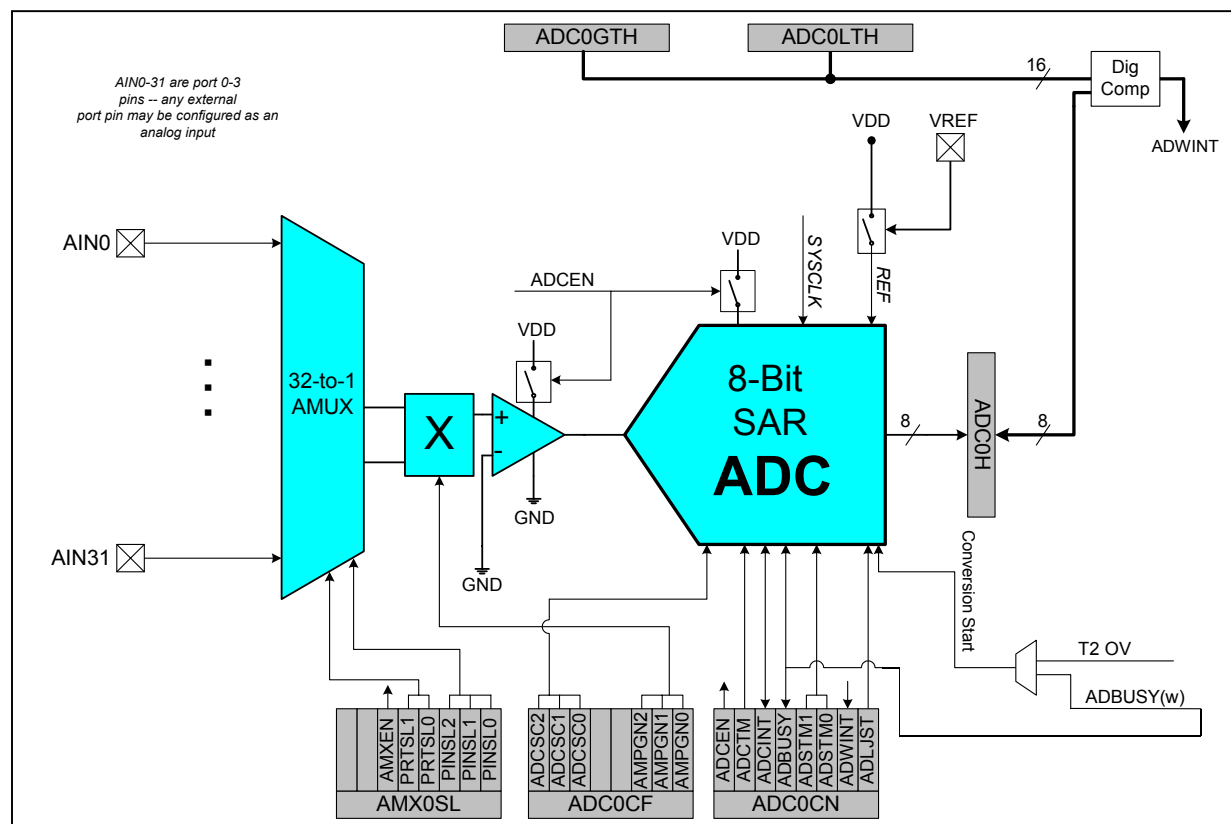 ADC0GTH
ADC0LTH
AIN0-31 are port 0-3
pins -- any external
port pin may be configured as an
analog input
16
Dig
Comp
ADWINT
VDD
VREF
AIN0
VDD
SYSCLK
REF
ADCEN
VDD
32-to-1
AMUX
X
+
-
8-Bit
SAR
ADC
8
ADC0H
8
GND
GND
AIN31
Conversion Start
T2 OV
ADBUSY(w)
AMXEN
PRTSL1
PRTSL0
PINSL2
PINSL1
PINSL0
AMX0SL
ADCSC2
ADCSC1
ADCSC0
AMPGN2
AMPGN1
AMPGN0
ADC0CF
ADCEN
ADCTM
ADCINT
ADBUSY
ADSTM1
ADSTM0
ADWINT
ADLJST
ADC0CN